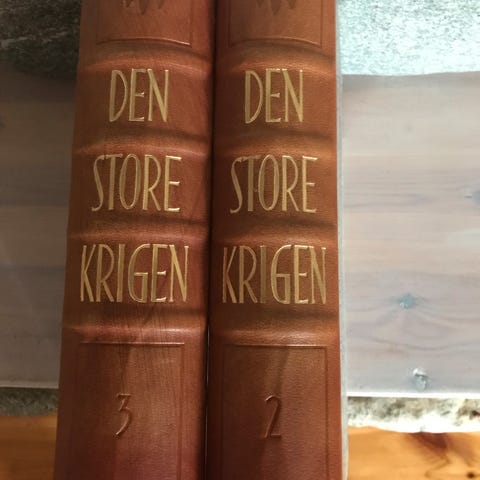 DEN
STORE
KRIGEN
3
DEN
STORE
KRIGEN
2